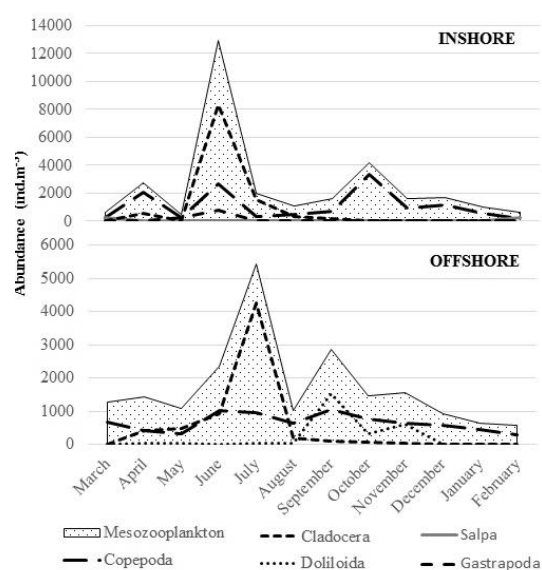 14000
INSHORE
12000
10000
8000
6000
4000
2000
0
Abundance (ind.m⁻³)
6000
OFFSHORE
5000
4000
3000
2000
1000
0
March April May June July August September October November December January February
Mesozooplankton Cladocera Salpa
Copepoda Doliloida Gastrapoda